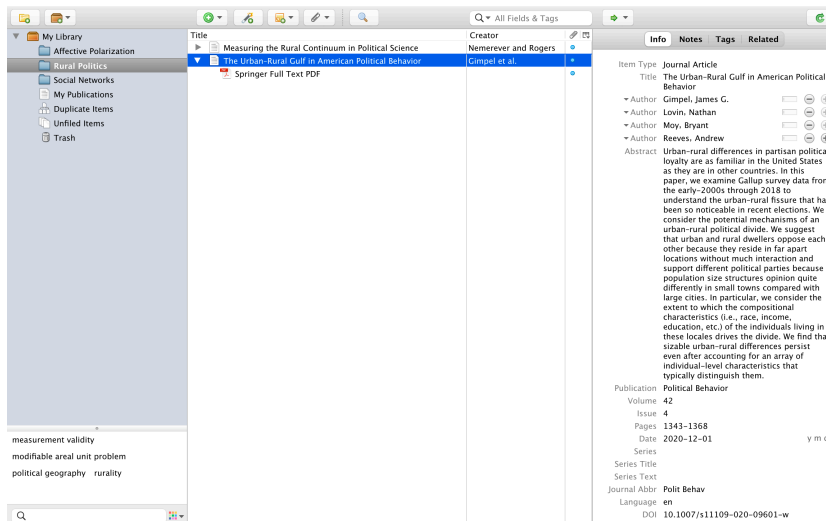 All Fields & Tags
My Library
Affective Polarization
Rural Politics
Social Networks
My Publications
Duplicate Items
Unfiled Items
Trash
measurement validity
modifiable areal unit problem
political geography rurality
Title Creator
Measuring the Rural Continuum in Political Science Nemerever and Rogers
The Urban-Rural Gulf in American Political Behavior Gimpel et al.
Springer Full Text PDF
Info Notes Tags Related
Item Type Journal Article
Title The Urban-Rural Gulf in American Political
Behavior
Author Gimpel, James G.
Author Lovin, Nathan
Author Moy, Bryant
Author Reeves, Andrew
Abstract Urban-rural differences in partisan politica
loyalty are as familiar in the United States
as they are in other countries. In this
paper, we examine Gallup survey data fron
the early-2000s through 2018 to
understand the urban-rural fissure that ha
been so noticeable in recent elections. We
consider the potential mechanisms of an
urban-rural political divide. We suggest
that urban and rural dwellers oppose each
other because they reside in far apart
locations without much interaction and
support different political parties because
population size structures opinion quite
differently in small towns compared with
large cities. In particular, we consider the
extent to which the compositional
characteristics (i.e., race, income,
education, etc.) of the individuals living in
these locales drives the divide. We find tha
sizable urban-rural differences persist
even after accounting for an array of
individual-level characteristics that
typically distinguish them.
Publication Political Behavior
Volume 42
Issue 4
Pages 1343-1368
Date 2020-12-01 y m d
Series
Series Title
Series Text
Journal Abbr Polit Behav
Language en
DOI 10.1007/s11109-020-09601-w